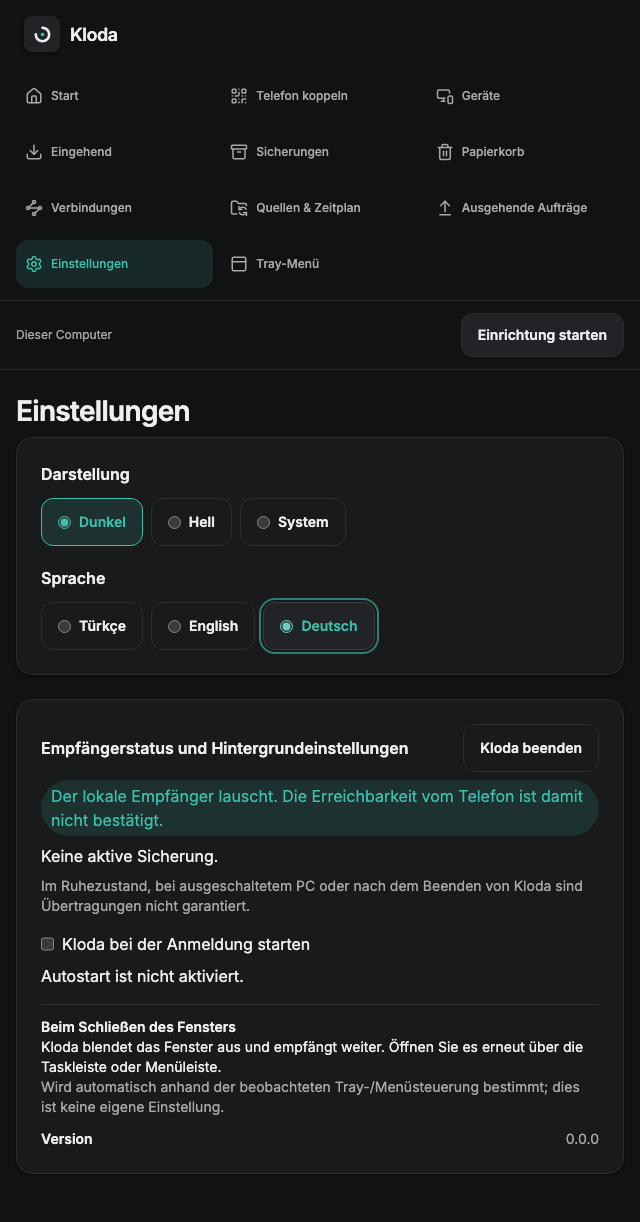 Kloda
Start
Telefon koppeln
Geräte
Eingehend
Sicherungen
Papierkorb
Verbindungen
Quellen & Zeitplan
Ausgehende Aufträge
Einstellungen
Tray-Menü
Dieser Computer
Einrichtung starten
Einstellungen
Darstellung
Dunkel
Hell
System
Sprache
Türkçe
English
Deutsch
Empfängerstatus und Hintergrundeinstellungen
Kloda beenden
Der lokale Empfänger lauscht. Die Erreichbarkeit vom Telefon ist damit
nicht bestätigt.
Keine aktive Sicherung.
Im Ruhezustand, bei ausgeschaltetem PC oder nach dem Beenden von Kloda sind
Übertragungen nicht garantiert.
Kloda bei der Anmeldung starten
Autostart ist nicht aktiviert.
Beim Schließen des Fensters
Kloda blendet das Fenster aus und empfängt weiter. Öffnen Sie es erneut über die
Taskleiste oder Menüleiste.
Wird automatisch anhand der beobachteten Tray-/Menüsteuerung bestimmt; dies
ist keine eigene Einstellung.
Version
0.0.0